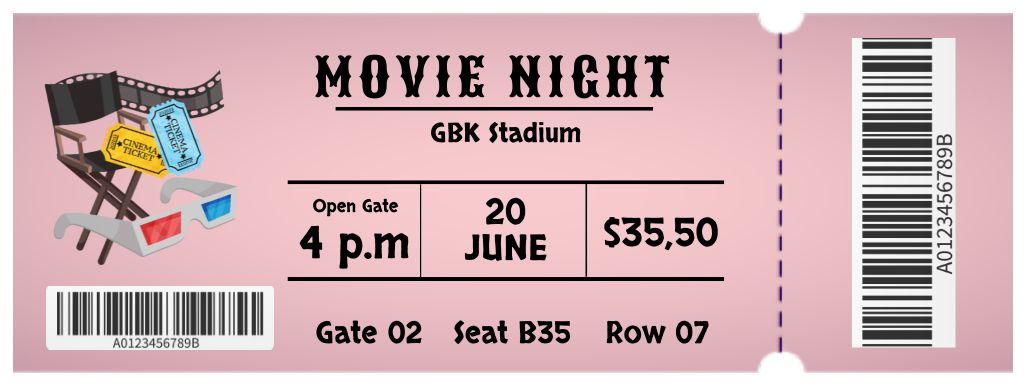 MOVIE NIGHT
GBK Stadium
CINEMA TICKET
CINEMA TICKET
Open Gate
4 p.m
20
JUNE
$35,50
A0123456789B
Gate 02 Seat B35 Row 07
A0123456789B